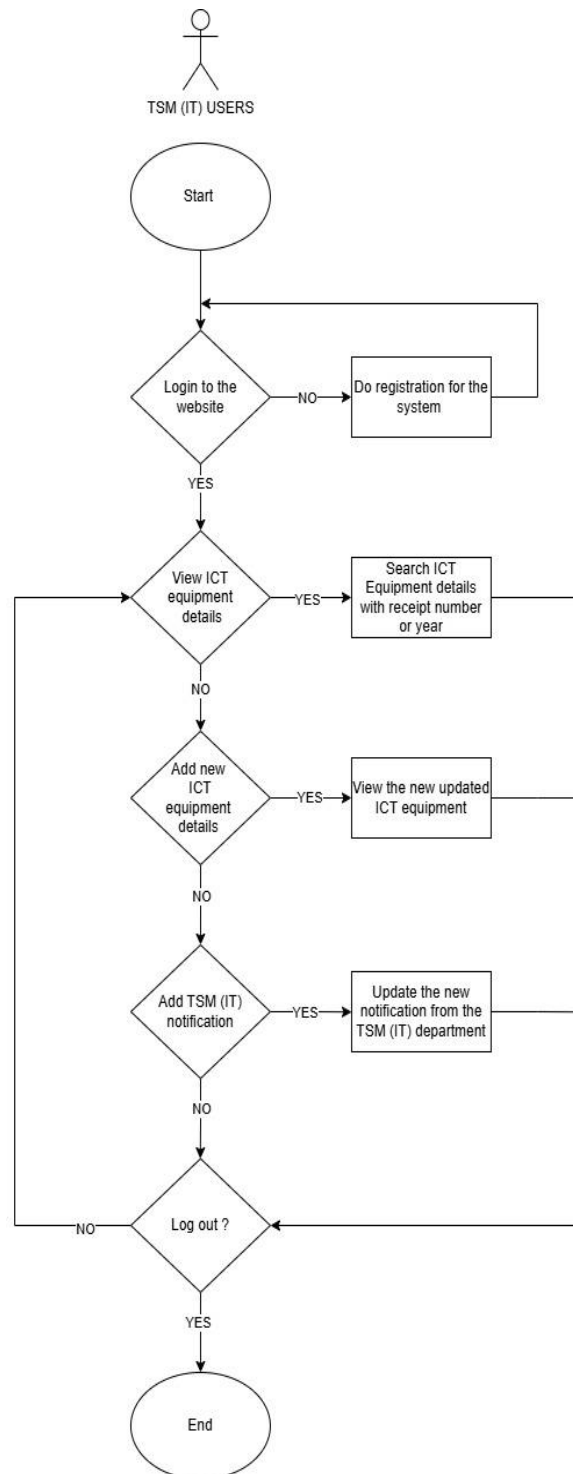 TSM (IT) USERS
Start
Login to the
website
NO
Do registration for the
system
YES
View ICT
equipment
details
YES
Search ICT
Equipment details
with receipt number
or year
NO
Add new
ICT
equipment
details
YES
View the new updated
ICT equipment
NO
Add TSM (IT)
notification
YES
Update the new
notification from the
TSM (IT) department
NO
Log out ?
NO
YES
End